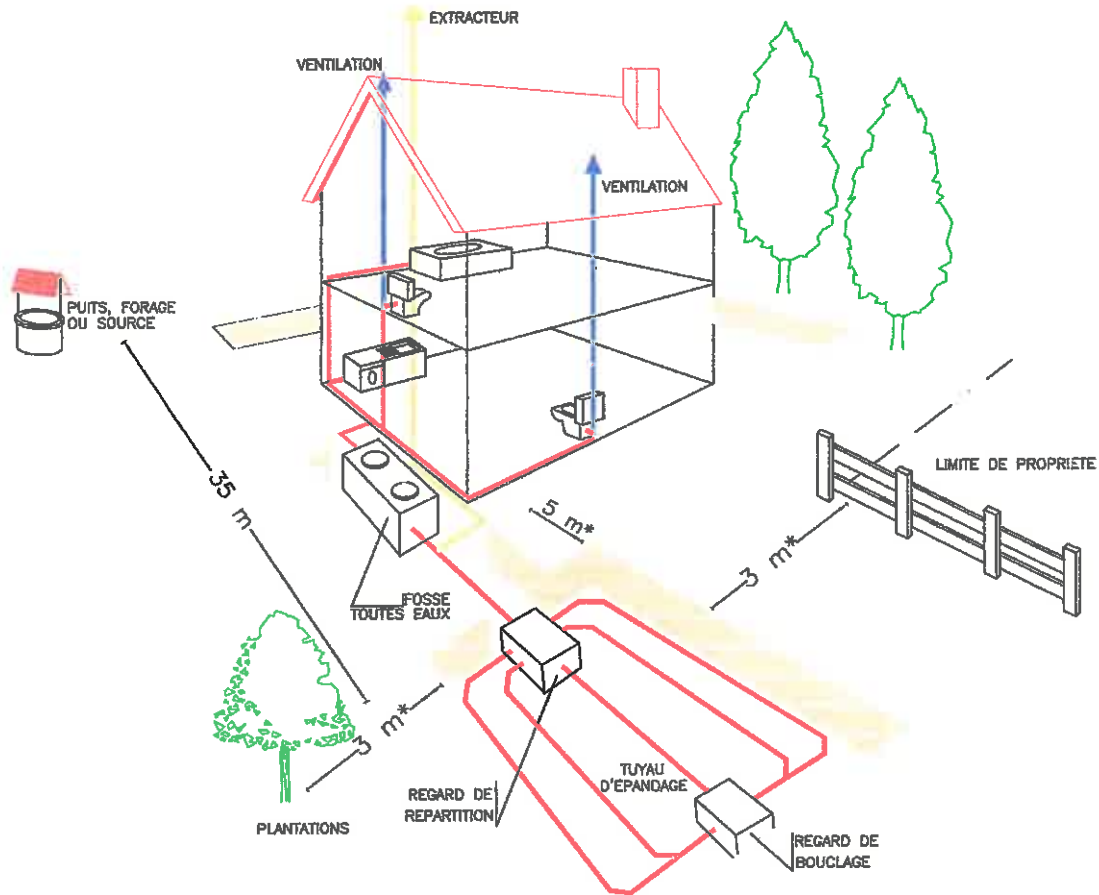 EXTRACTEUR
VENTILATION
VENTILATION
PUITS, FORAGE
OU SOURCE
LIMITE DE PROPRIETE
35 m
5 m*
3 m*
FOSSE
TOUTES EAUX
3 m*
TUYAU
D'EPANDAGE
REGARD DE
REPARTITION
PLANTATIONS
REGARD DE
BOUCLAGE